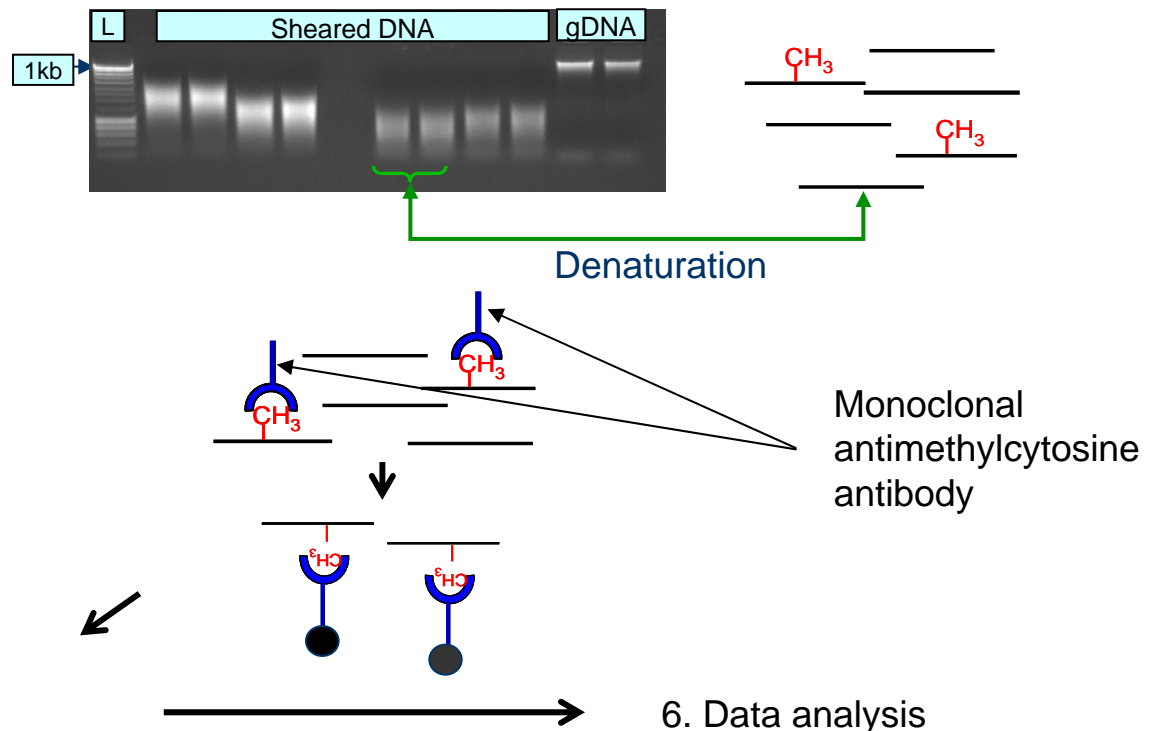 L
Sheared DNA
gDNA
1kb
CH3
CH3
Denaturation
CH3
CH3
Monoclonal
antimethylcytosine
antibody
CH3
CH3
6. Data analysis